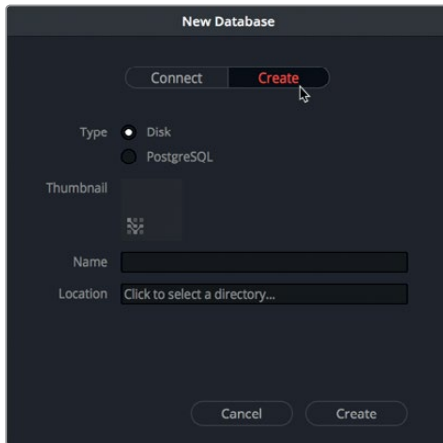 New Database
Connect Create
Type Disk
PostgreSQL
Thumbnail
Name
Location Click to select a directory...
Cancel Create